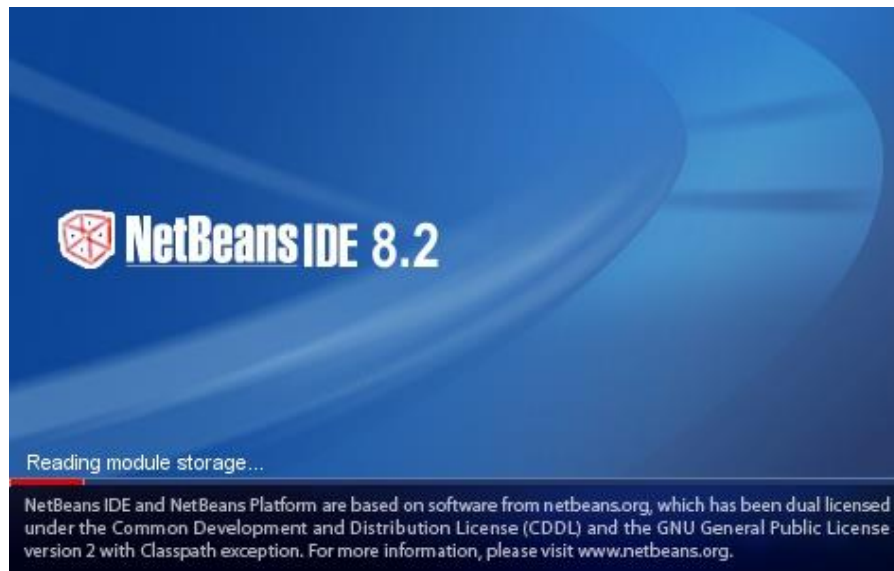 NetBeans IDE 8.2
Reading module storage...
NetBeans IDE and NetBeans Platform are based on software from netbeans.org, which has been dual licensed
under the Common Development and Distribution License (CDDL) and the GNU General Public License
version 2 with Classpath exception. For more information, please visit www.netbeans.org.